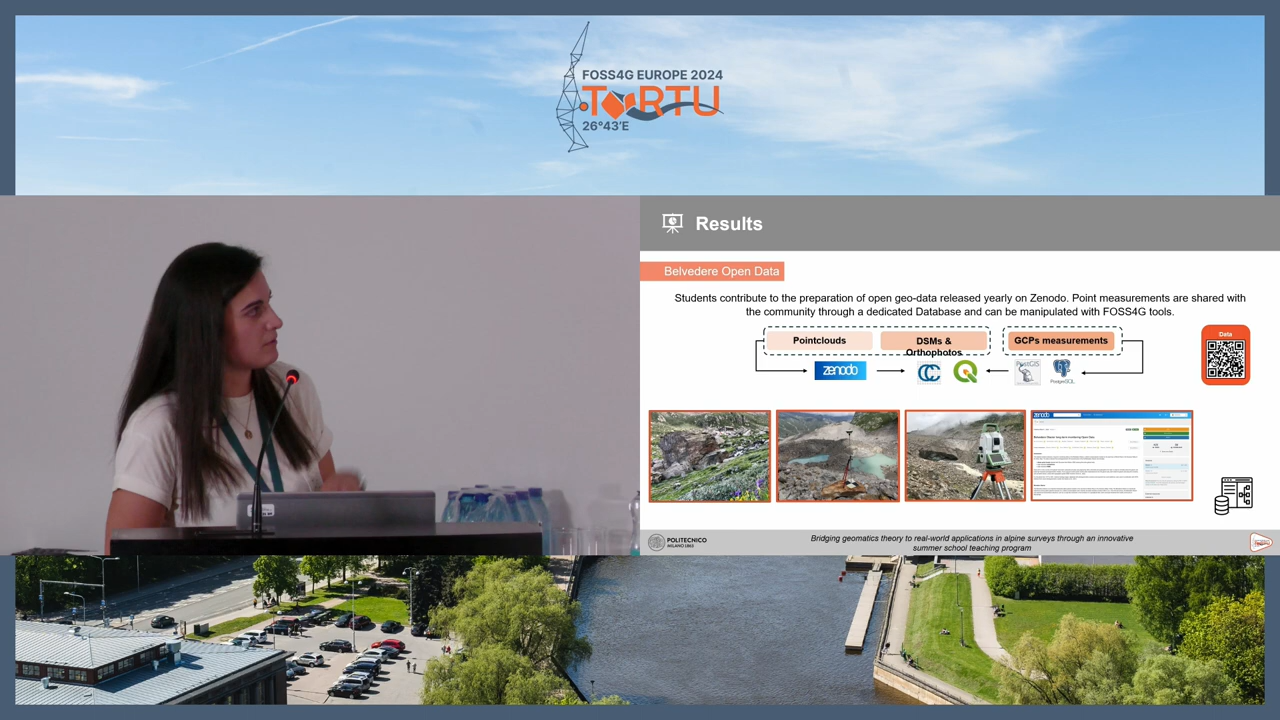 FOSS4G EUROPE 2024
TORTU
26°43'E
Results
Belvedere Open Data
Students contribute to the preparation of open geo-data released yearly on Zenodo. Point measurements are shared with
the community through a dedicated Database and can be manipulated with FOSS4G tools.
Pointclouds
DSMs &
Orthophotos
GCPs measurements
Data
zenodo
PostGIS
PostgreSQL
zenodo
POLITECNICO
MILANO 1863
Bridging geomatics theory to real-world applications in alpine surveys through an innovative
summer school teaching program